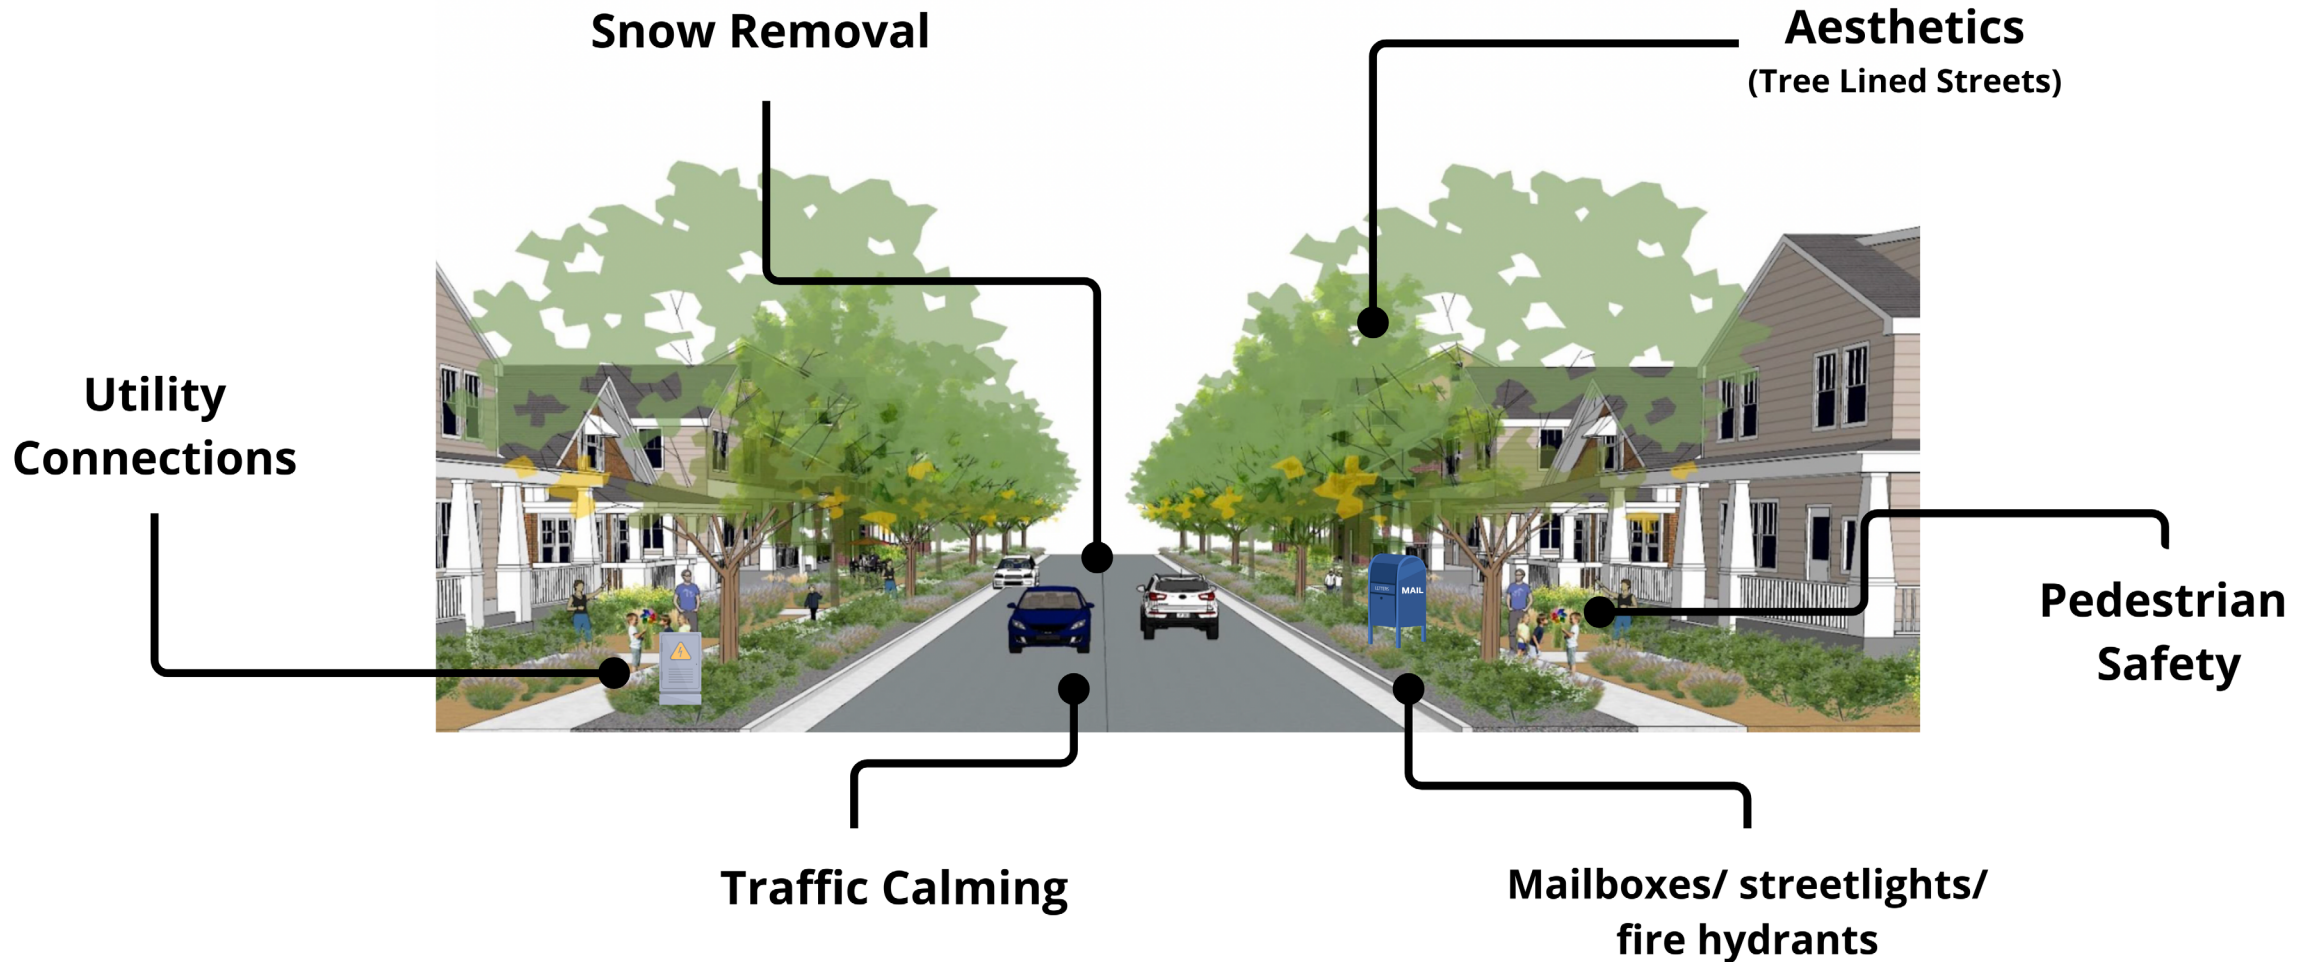 Snow Removal
Aesthetics
(Tree Lined Streets)
Utility
Connections
MAIL
Pedestrian
Safety
Traffic Calming
Mailboxes/ streetlights/
fire hydrants